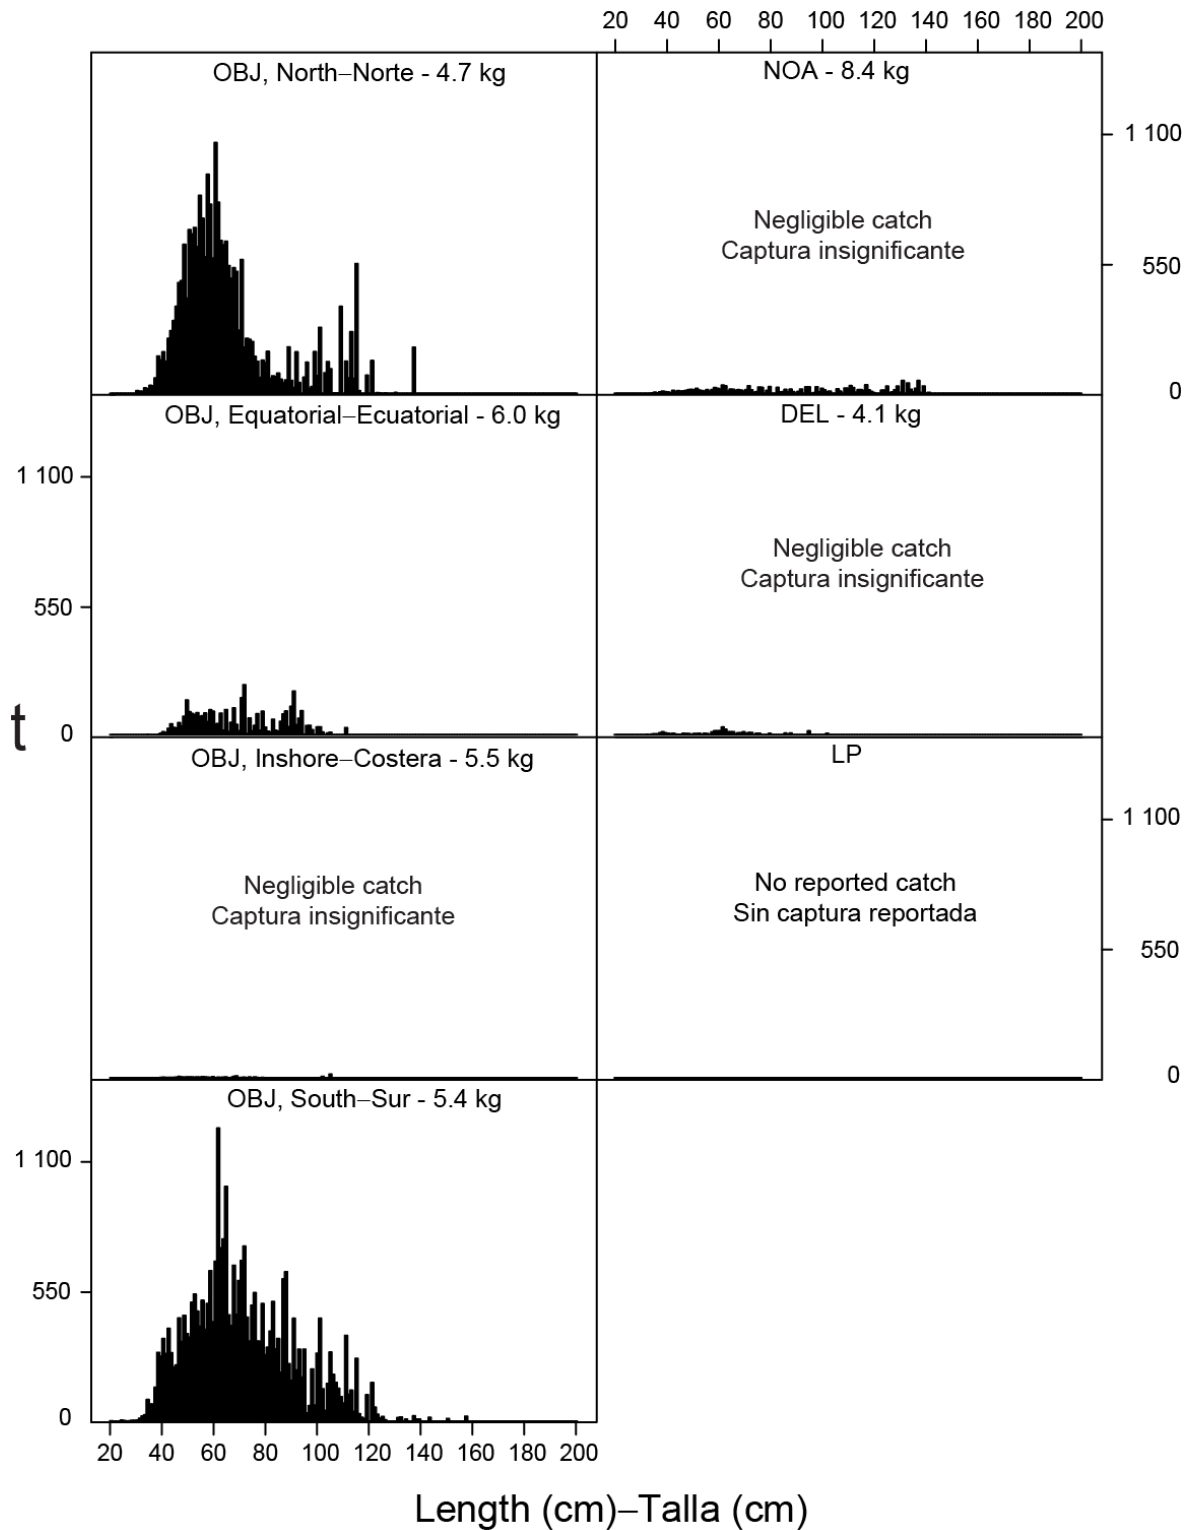 20 40 60 80 100 120 140 160 180 200
OBJ, North–Norte - 4.7 kg
NOA - 8.4 kg
1 100
Negligible catch
Captura insignificante
550
0
OBJ, Equatorial–Ecuatorial - 6.0 kg
DEL - 4.1 kg
1 100
Negligible catch
Captura insignificante
550
t
0
OBJ, Inshore–Costera - 5.5 kg
LP
1 100
Negligible catch
Captura insignificante
No reported catch
Sin captura reportada
550
0
OBJ, South–Sur - 5.4 kg
1 100
550
0
20 40 60 80 100 120 140 160 180 200
Length (cm)–Talla (cm)